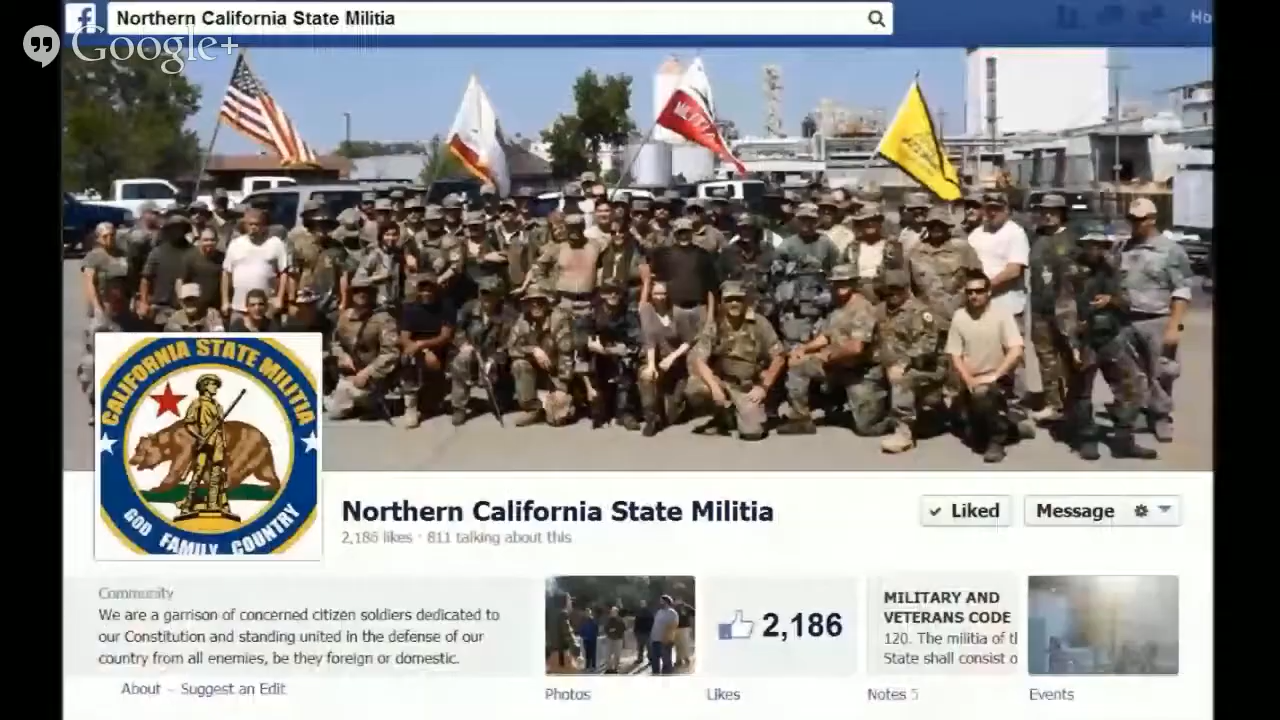 Northern California State Militia
Ho
Google+
MILITIA
CALIFORNIA STATE MILITIA
GOD FAMILY COUNTRY
Northern California State Militia
Liked
Message
2,186 likes · 811 talking about this
Community
We are a garrison of concerned citizen soldiers dedicated to
our Constitution and standing united in the defense of our
country from all enemies, be they foreign or domestic.
About – Suggest an Edit
2,186
MILITARY AND
VETERANS CODE
120. The militia of tl
State shall consist o
Photos
Likes
Notes 5
Events